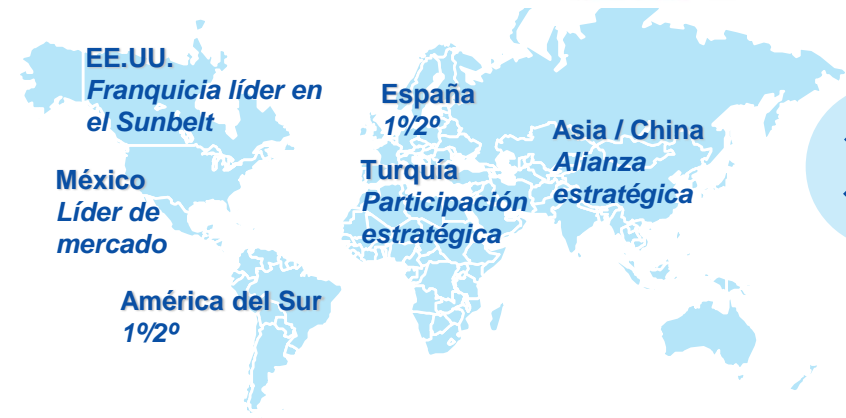 EE.UU.
Franquicia líder en
el Sunbelt
España
1º/2º
Asia / China
Alianza
estratégica
Turquía
Participación
estratégica
México
Líder de
mercado
América del Sur
1º/2º